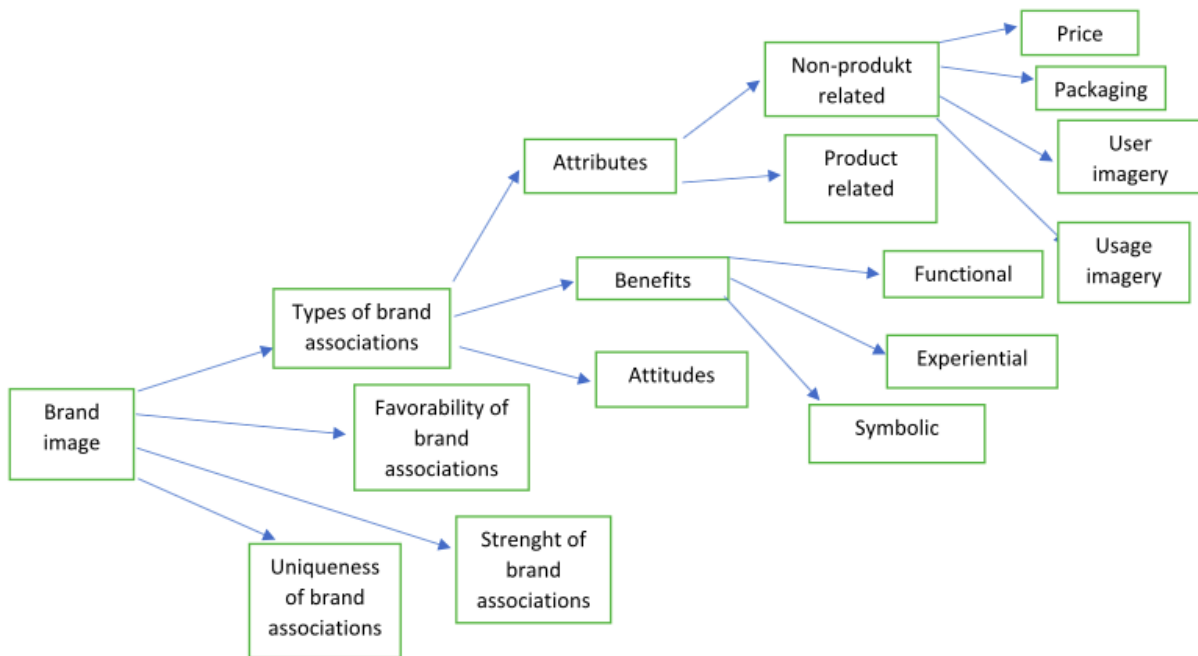 Price
Non-produkt
related
Packaging
User
imagery
Attributes
Product
related
Usage
imagery
Benefits
Functional
Types of brand
associations
Experiential
Attitudes
Brand
image
Favorability of
brand
associations
Symbolic
Strenght of
brand
associations
Uniqueness
of brand
associations